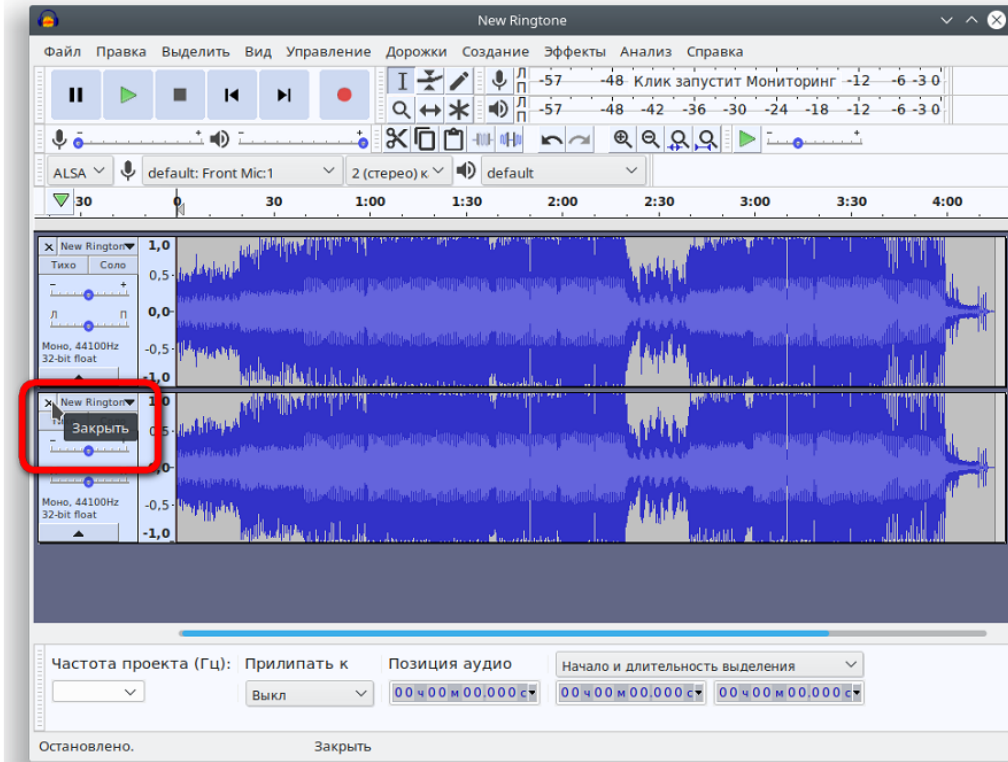 New Ringtone
Файл Правка Выделить Вид Управление Дорожки Создание Эффекты Анализ Справка
Л П -57 -48 Клик запустит Мониторинг -12 -6 -3 0
Л П -57 -48 -42 -36 -30 -24 -18 -12 -6 -3 0
ALSA default: Front Mic:1 2 (стерео) к default
30 0 30 1:00 1:30 2:00 2:30 3:00 3:30 4:00
x New Rington 1,0
Тихо Соло 0,5
- +
Л П 0,0
Моно, 44100Hz -0,5
32-bit float
-1,0
x New Rington 1,0
Закрыть 0,5
0,0
Моно, 44100Hz -0,5
32-bit float
-1,0
Частота проекта (Гц): Прилипать к Позиция аудио Начало и длительность выделения
Выкл 00 ч 00 м 00,000 с 00 ч 00 м 00,000 с 00 ч 00 м 00,000 с
Остановлено. Закрыть